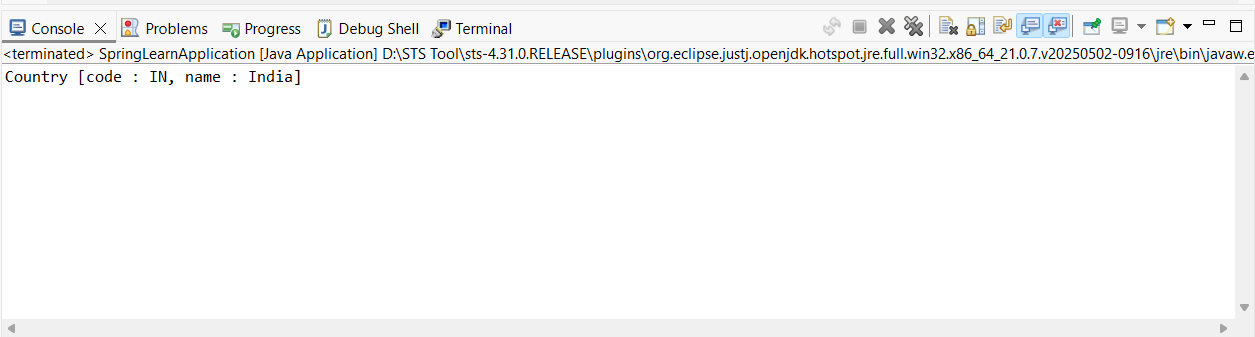 Console Problems Progress Debug Shell Terminal
<terminated> SpringLearnApplication [Java Application] D:\STS Tool\sts-4.31.0.RELEASE\plugins\org.eclipse.justj.openjdk.hotspot.jre.full.win32.x86_64_21.0.7.v20250502-0916\jre\bin\javaw.e
Country [code : IN, name : India]